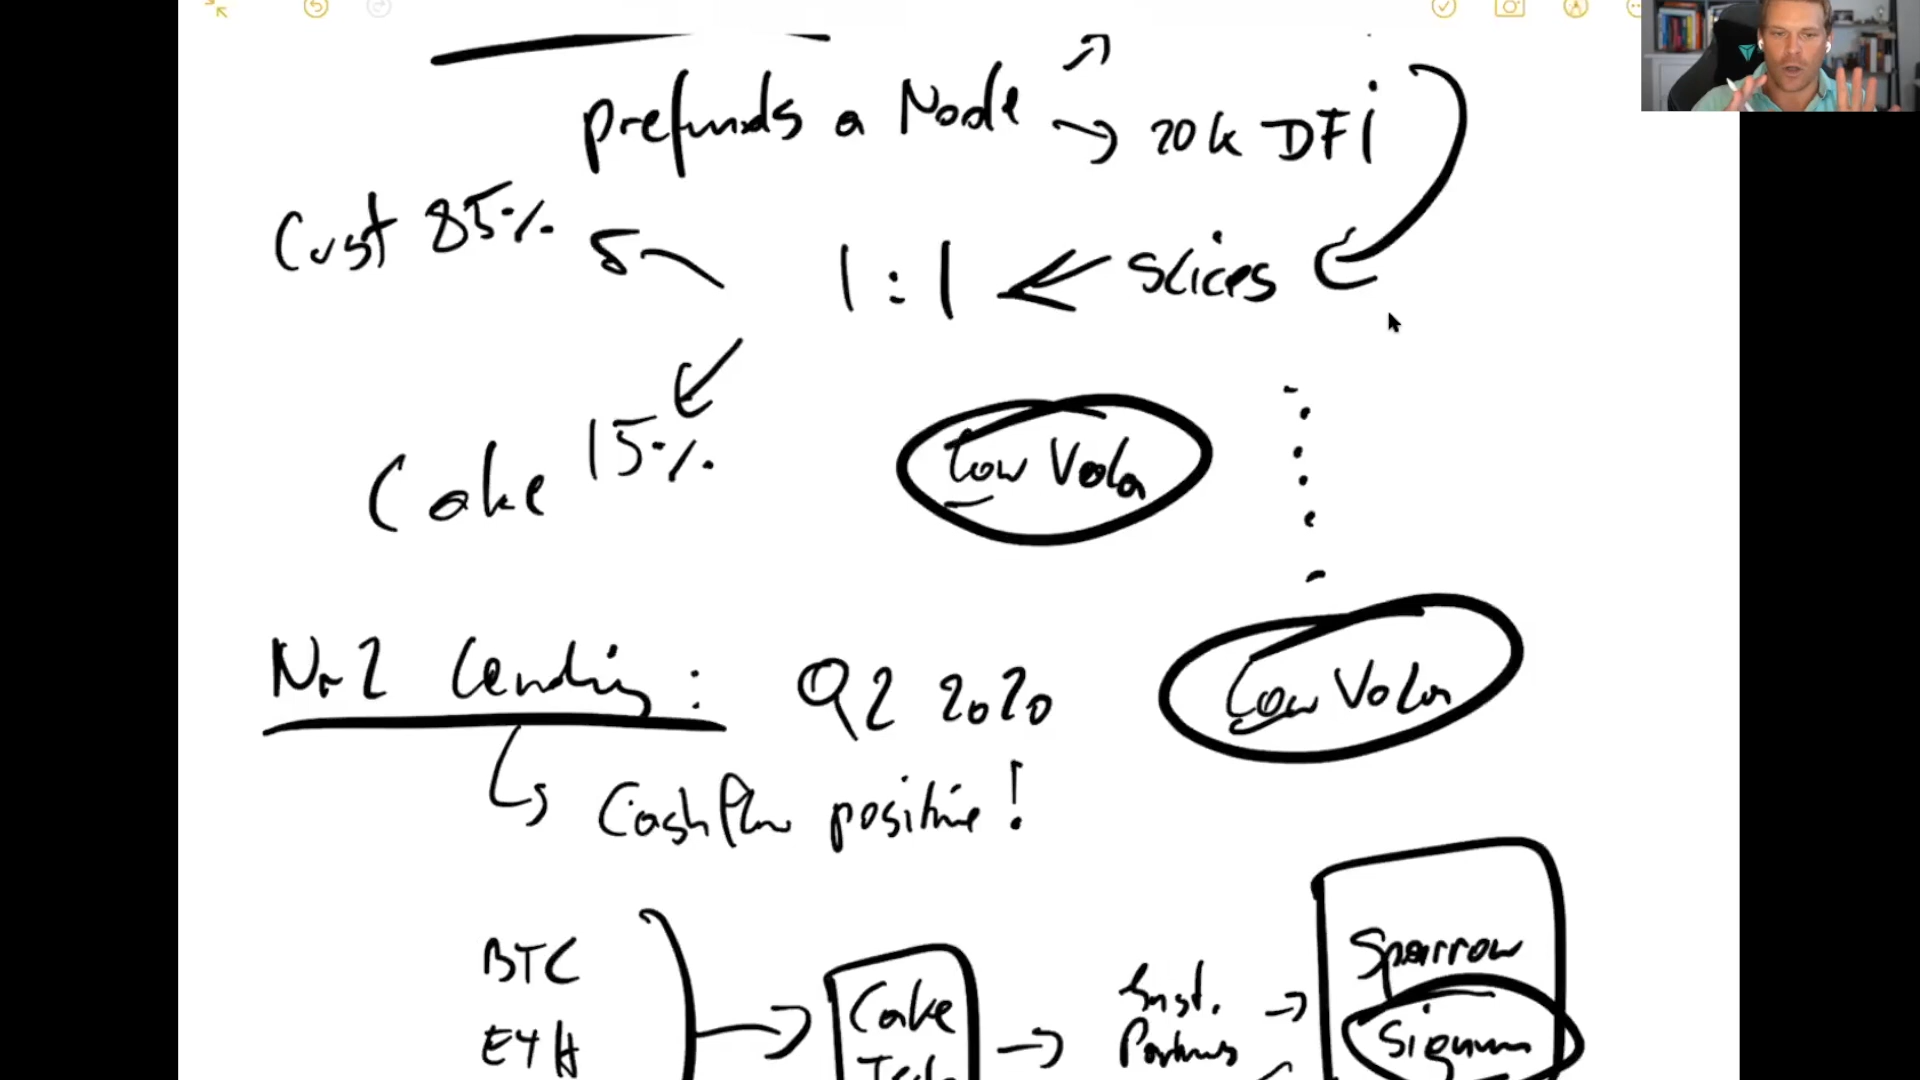 prefunds a Node
→ 20k DFI
Cust 85%
1:1 ← slices
Cake 15%
Low Vola
Nr 2 Lending: Q2 2020
Low Vola
Cashflow positive!
BTC
ETH
Cake
Inst.
Partners
Sparrow
Signum